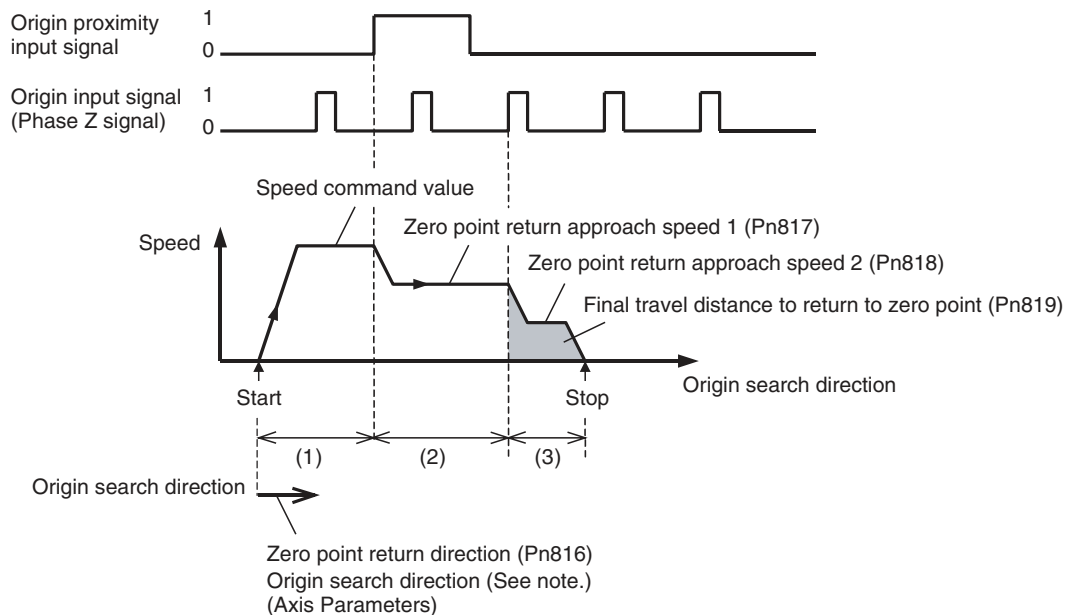 Origin proximity
input signal
1
0
Origin input signal
(Phase Z signal)
1
0
Speed command value
Zero point return approach speed 1 (Pn817)
Speed
Zero point return approach speed 2 (Pn818)
Final travel distance to return to zero point (Pn819)
Origin search direction
Start
Stop
(1)
(2)
(3)
Origin search direction
Zero point return direction (Pn816)
Origin search direction (See note.)
(Axis Parameters)